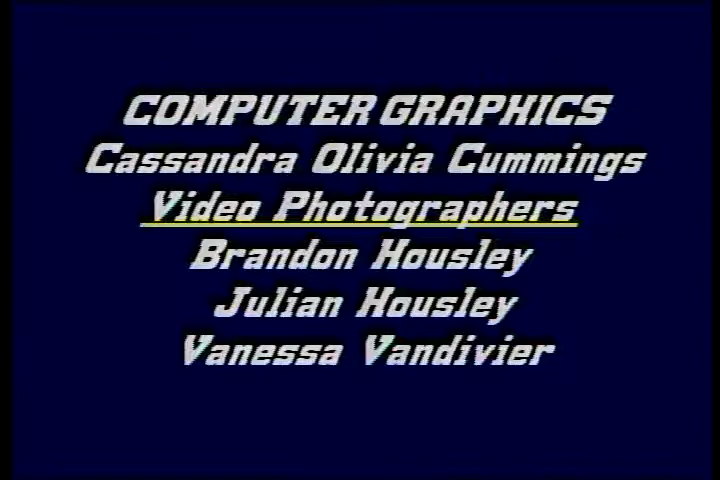 COMPUTER GRAPHICS
Cassandra Olivia Cummings
Video Photographers
Brandon Housley
Julian Housley
Vanessa Vandivier